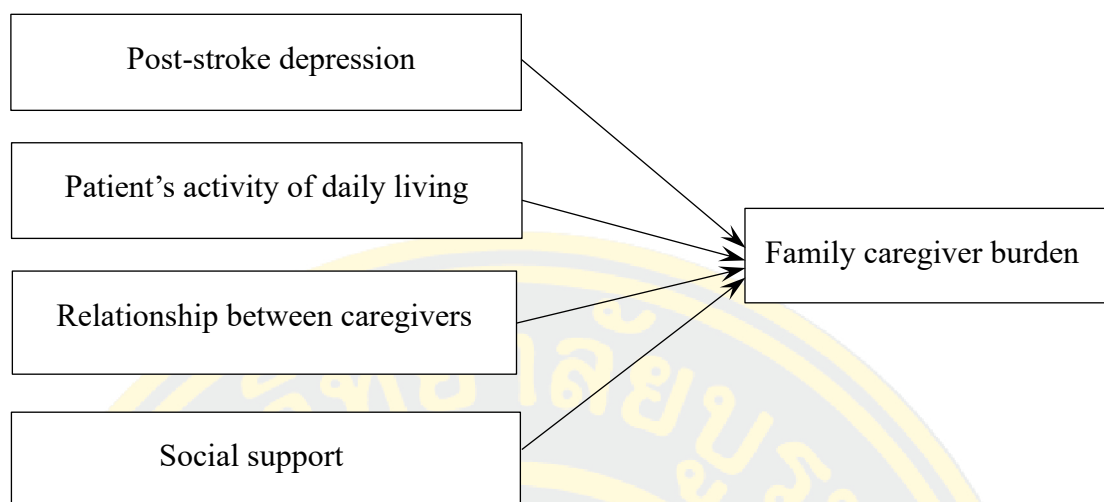 Post-stroke depression
Patient’s activity of daily living
Family caregiver burden
Relationship between caregivers
Social support